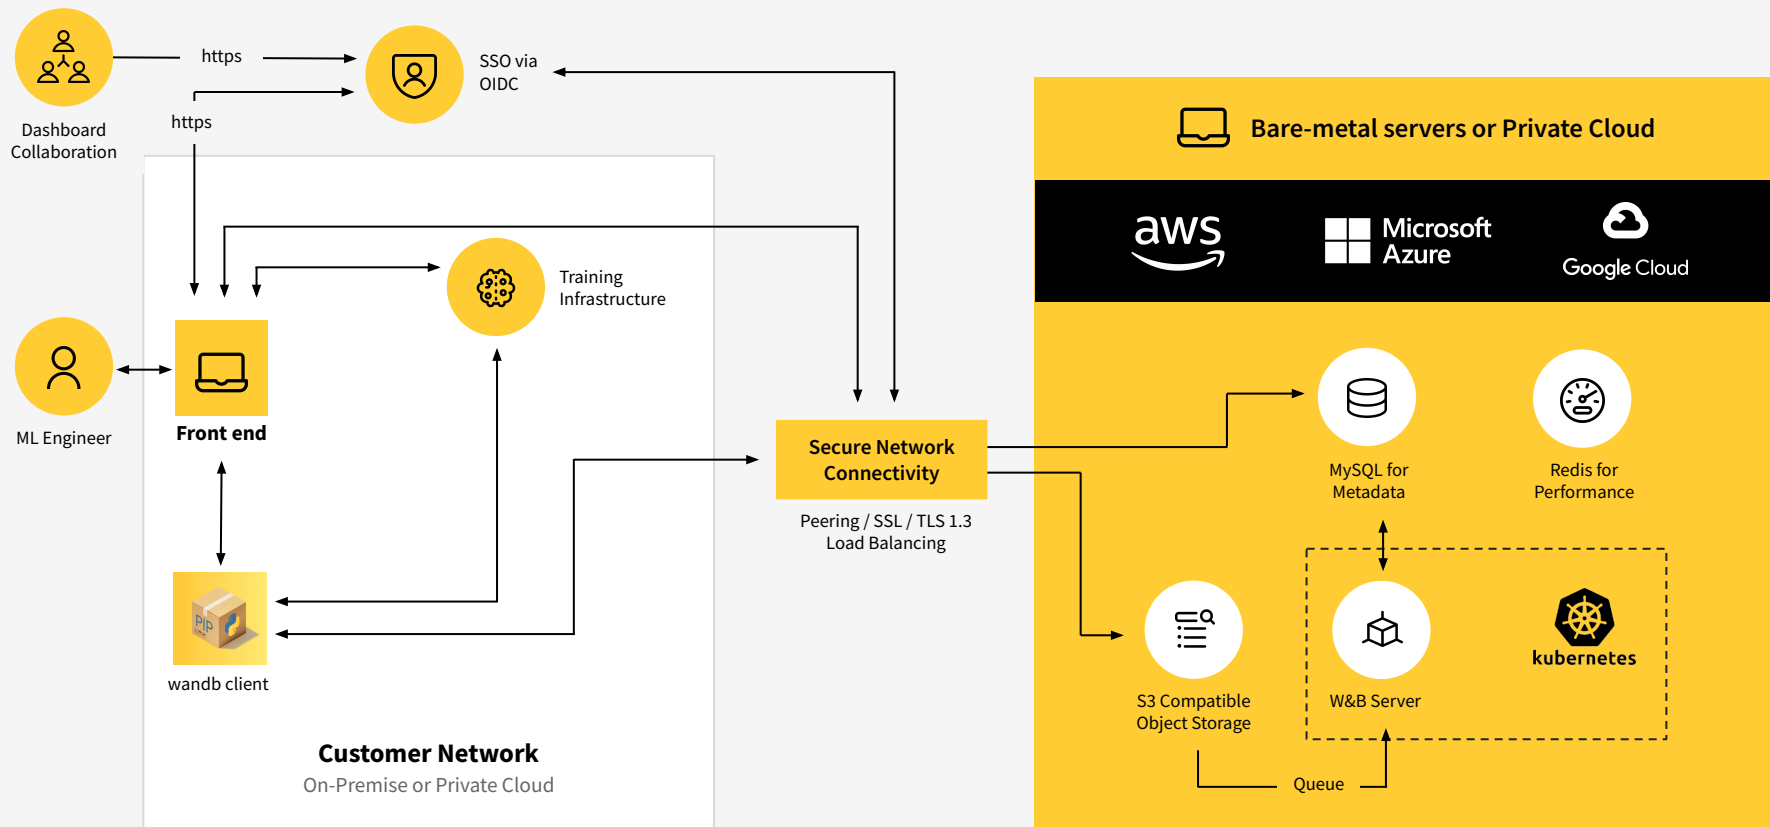 https
SSO via
OIDC
https
Dashboard
Collaboration
Bare-metal servers or Private Cloud
aws
Microsoft
Azure
Google Cloud
Training
Infrastructure
ML Engineer
Front end
Secure Network
Connectivity
Peering / SSL / TLS 1.3
Load Balancing
MySQL for
Metadata
Redis for
Performance
PIP
wandb client
kubernetes
S3 Compatible
Object Storage
W&B Server
Queue
Customer Network
On-Premise or Private Cloud